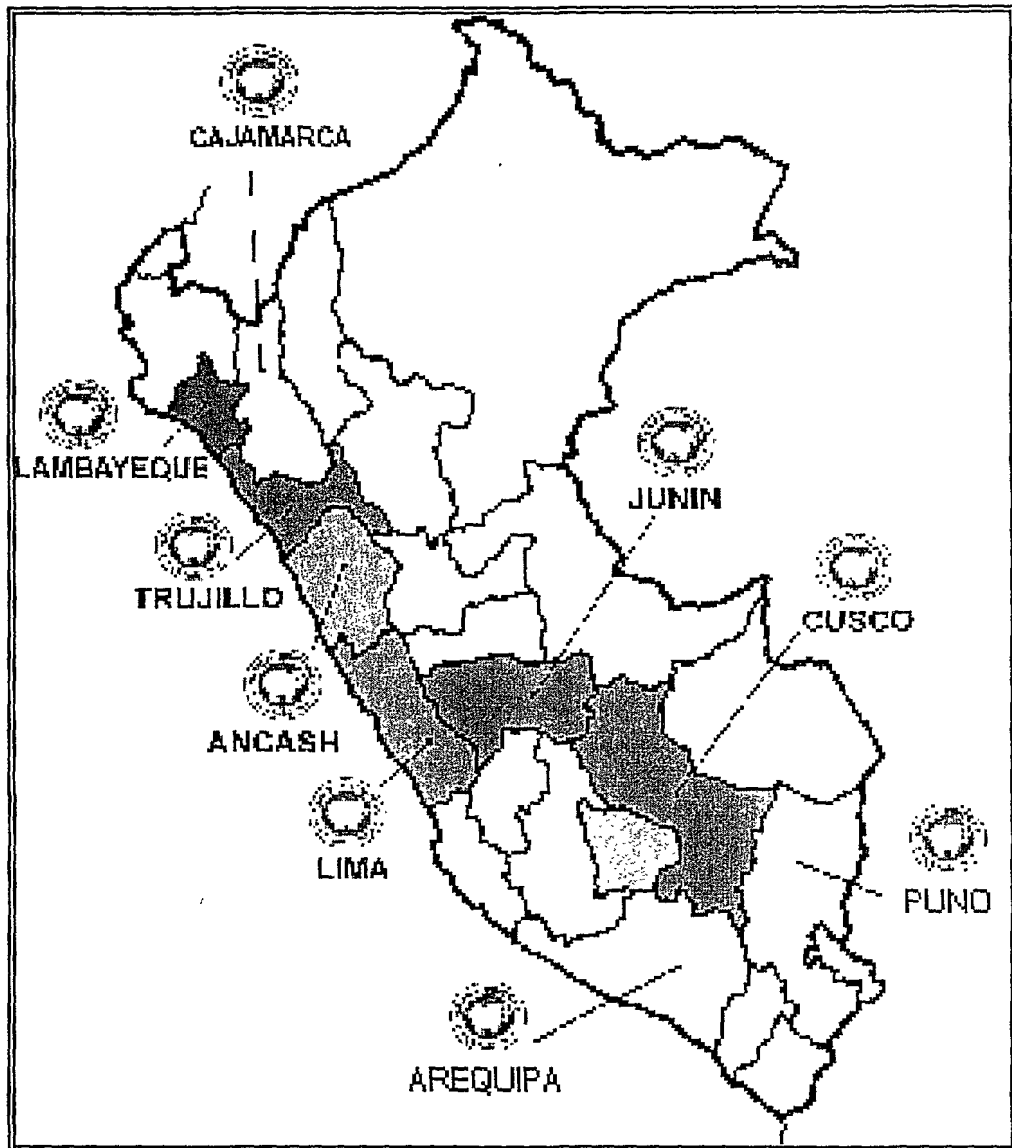 CAJAMARCA
LAMBAYEQUE
JUNIN
TRUJILLO
CUSCO
ANCASH
LIMA
PUNO
AREQUIPA